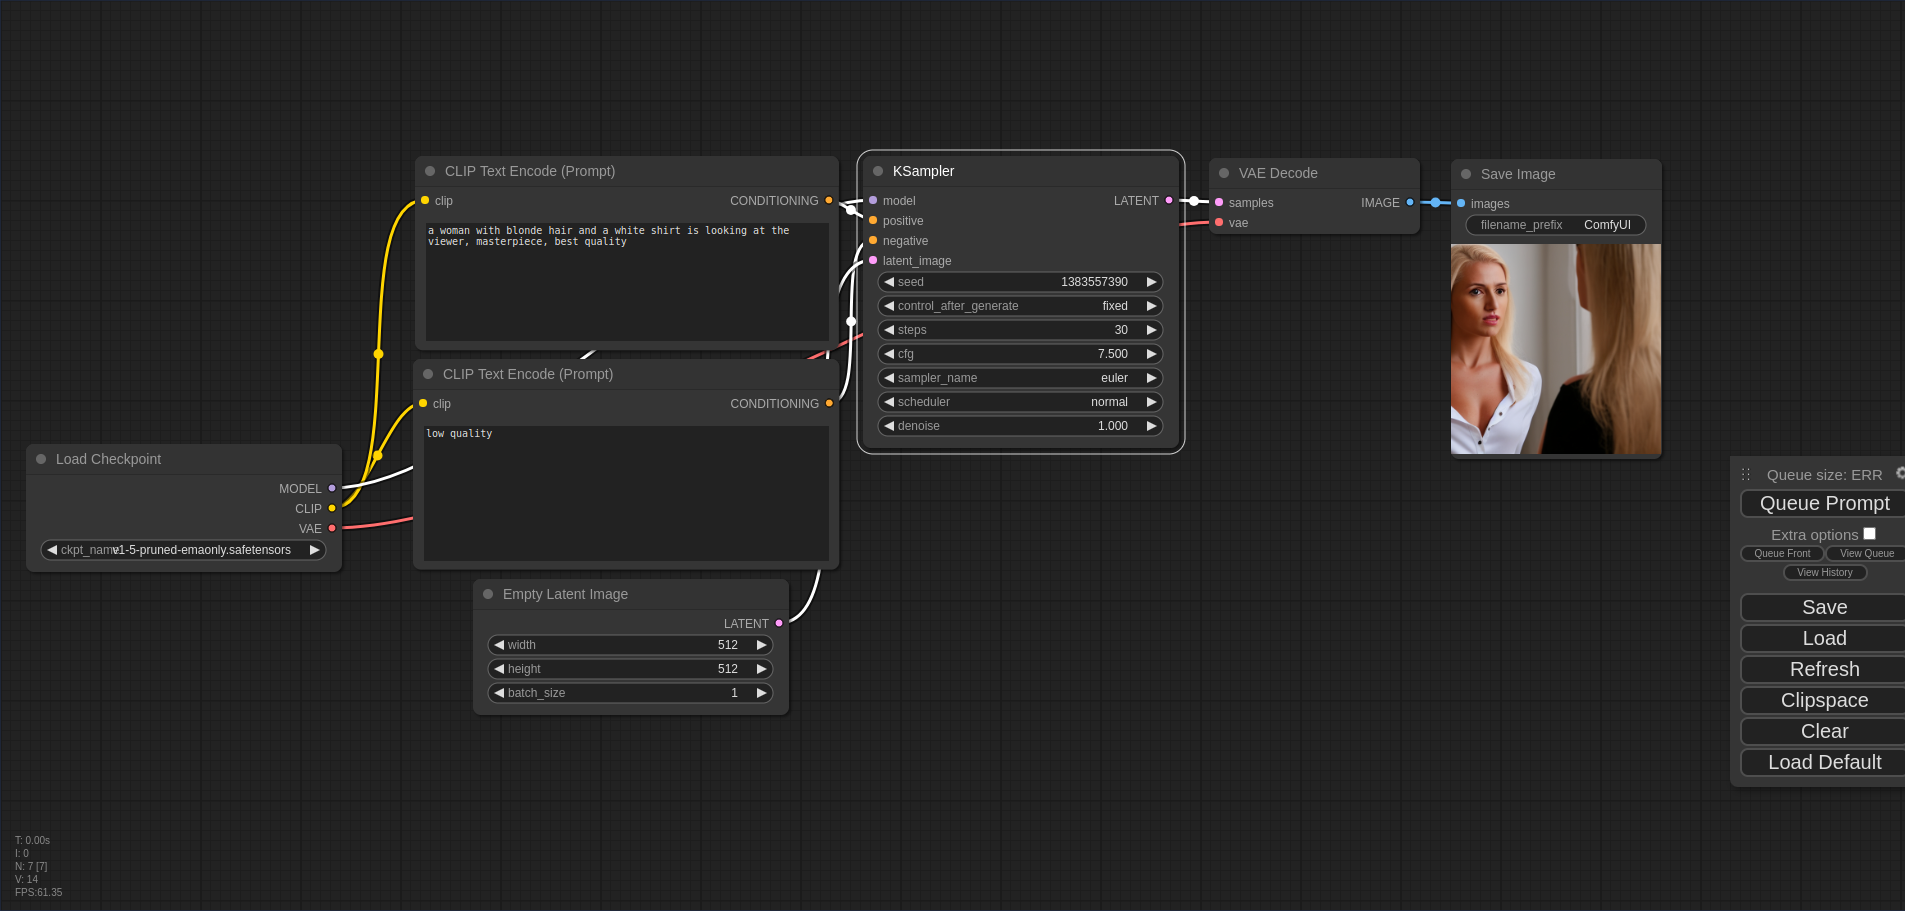 CLIP Text Encode (Prompt)
clip
CONDITIONING
a woman with blonde hair and a white shirt is looking at the
viewer, masterpiece, best quality
CLIP Text Encode (Prompt)
clip
CONDITIONING
low quality
Load Checkpoint
MODEL
CLIP
VAE
ckpt_name v1-5-pruned-emaonly.safetensors
Empty Latent Image
LATENT
width 512
height 512
batch_size 1
KSampler
model LATENT
positive
negative
latent_image
seed 1383557390
control_after_generate fixed
steps 30
cfg 7.500
sampler_name euler
scheduler normal
denoise 1.000
VAE Decode
samples IMAGE
vae
Save Image
images
filename_prefix ComfyUI
Queue size: ERR
Queue Prompt
Extra options
Queue Front View Queue
View History
Save
Load
Refresh
Clipspace
Clear
Load Default
T: 0.00s
I: 0
N: 7 [7]
V: 14
FPS:61.35